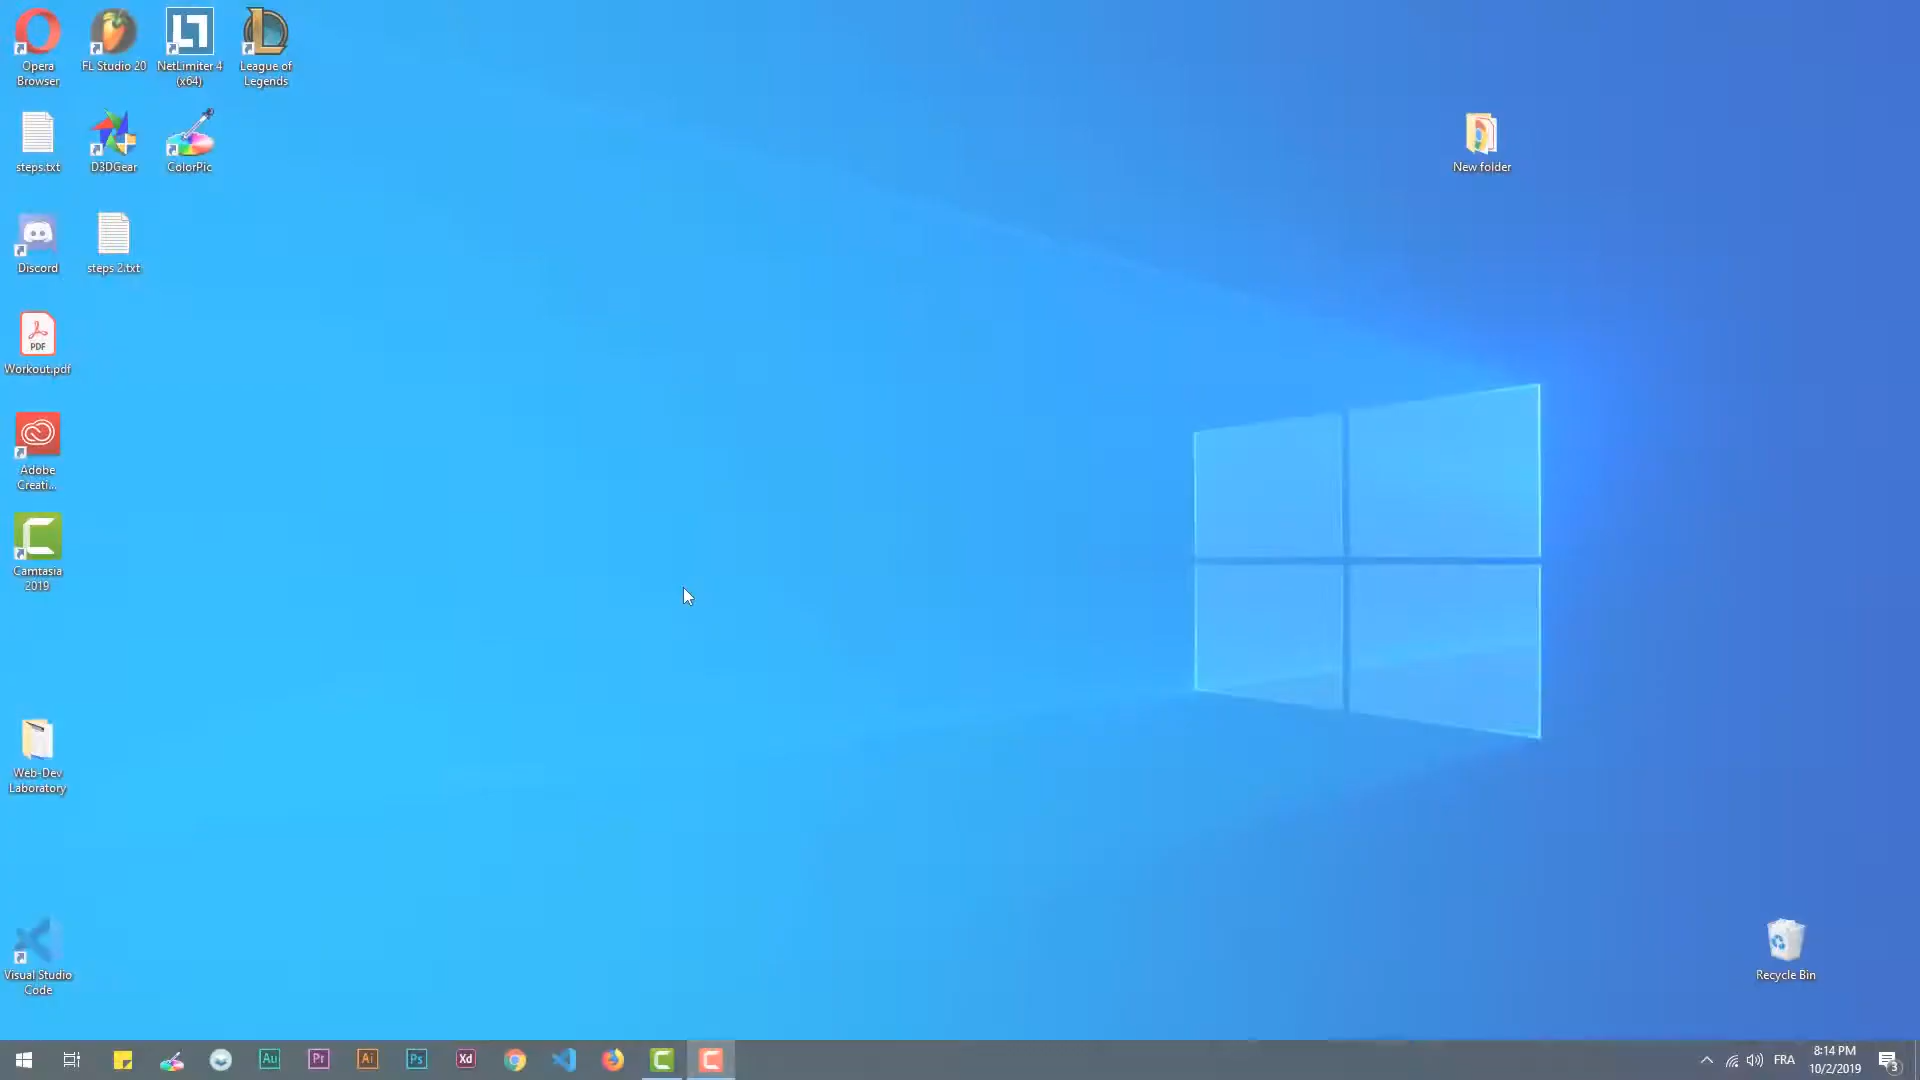 Opera
Browser
FL Studio 20
NetLimiter 4
(x64)
League of
Legends
steps.txt
D3DGear
ColorPic
New folder
Discord
steps 2.txt
PDF
Workout.pdf
Adobe
Creati...
Camtasia
2019
Web-Dev
Laboratory
Visual Studio
Code
Recycle Bin
Au
Pr
Ai
Ps
Xd
FRA
8:14 PM
10/2/2019
3